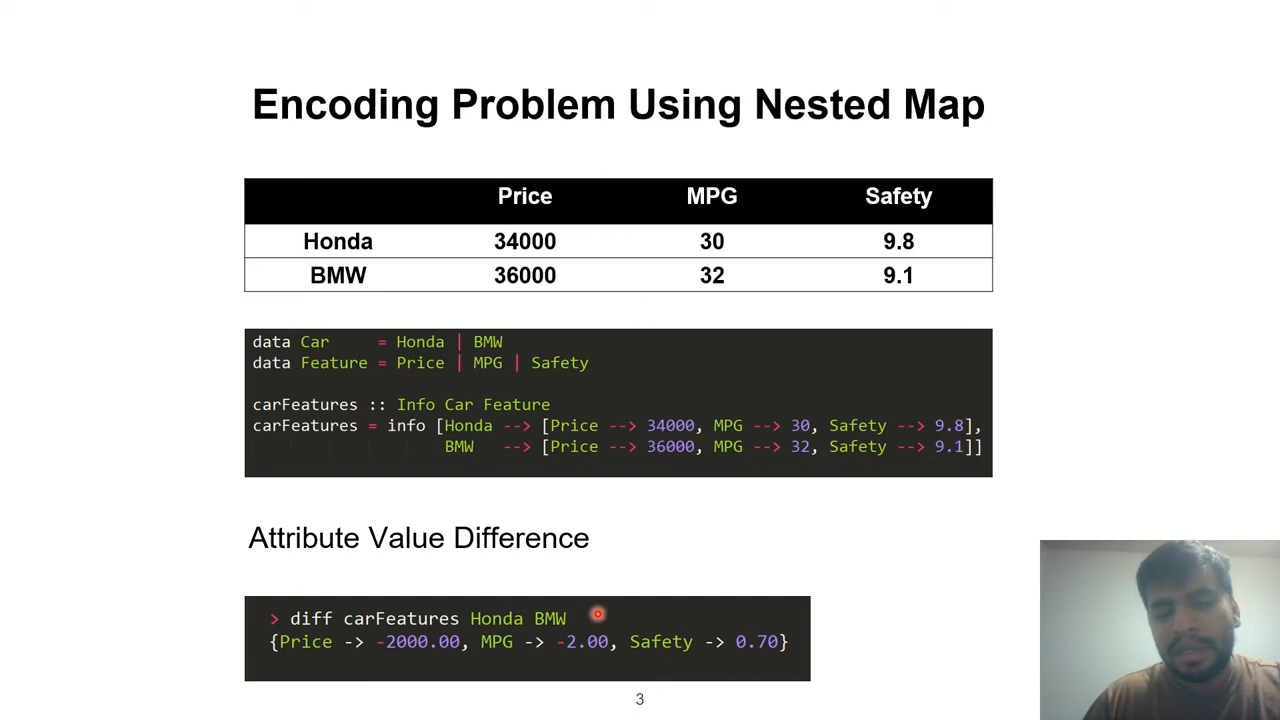 Encoding Problem Using Nested Map
Price MPG Safety
Honda 34000 30 9.8
BMW 36000 32 9.1
data Car = Honda | BMW
data Feature = Price | MPG | Safety
carFeatures :: Info Car Feature
carFeatures = info [Honda --> [Price --> 34000, MPG --> 30, Safety --> 9.8],
BMW --> [Price --> 36000, MPG --> 32, Safety --> 9.1]]
Attribute Value Difference
> diff carFeatures Honda BMW
{Price -> -2000.00, MPG -> -2.00, Safety -> 0.70}
3